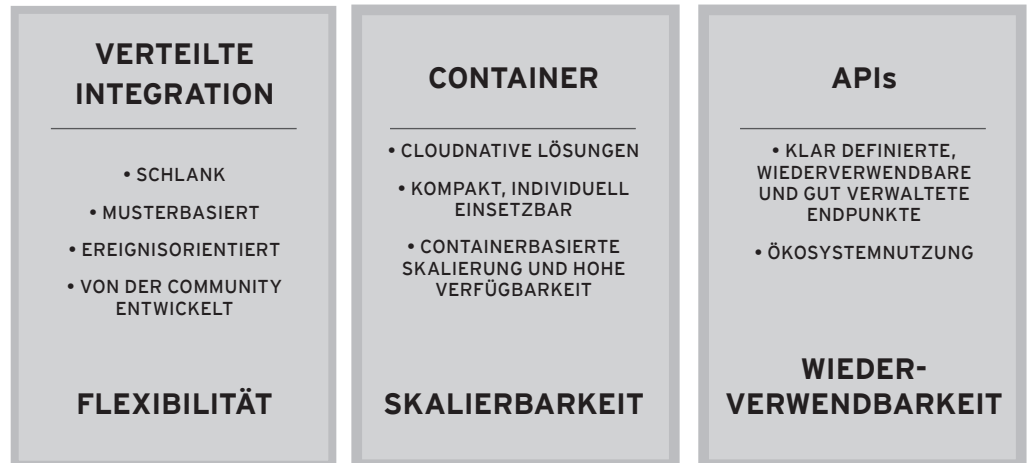 VERTEILTE
INTEGRATION
• SCHLANK
• MUSTERBASIERT
• EREIGNISORIENTIERT
• VON DER COMMUNITY
ENTWICKELT
FLEXIBILITÄT
CONTAINER
• CLOUDNATIVE LÖSUNGEN
• KOMPAKT, INDIVIDUELL
EINSETZBAR
• CONTAINERBASIERTE
SKALIERUNG UND HOHE
VERFÜGBARKEIT
SKALIERBARKEIT
APIs
• KLAR DEFINIERTE,
WIEDERVERWENDBARE
UND GUT VERWALTETE
ENDPUNKTE
• ÖKOSYSTEMNUTZUNG
WIEDER-
VERWENDBARKEIT